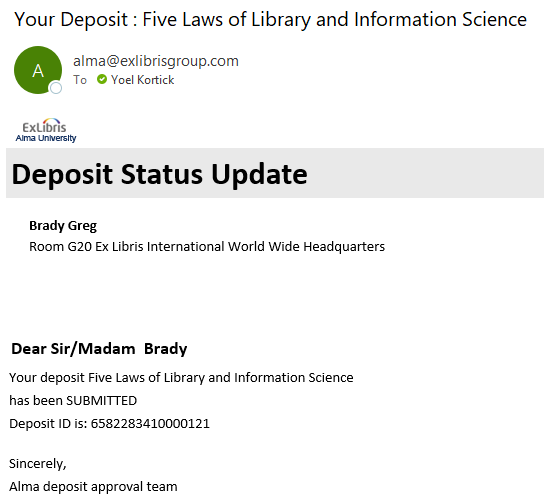 Your Deposit : Five Laws of Library and Information Science
A
alma@exlibrisgroup.com
To Yoel Kortick
ExLibris
Alma University
Deposit Status Update
Brady Greg
Room G20 Ex Libris International World Wide Headquarters
Dear Sir/Madam Brady
Your deposit Five Laws of Library and Information Science
has been SUBMITTED
Deposit ID is: 6582283410000121
Sincerely,
Alma deposit approval team